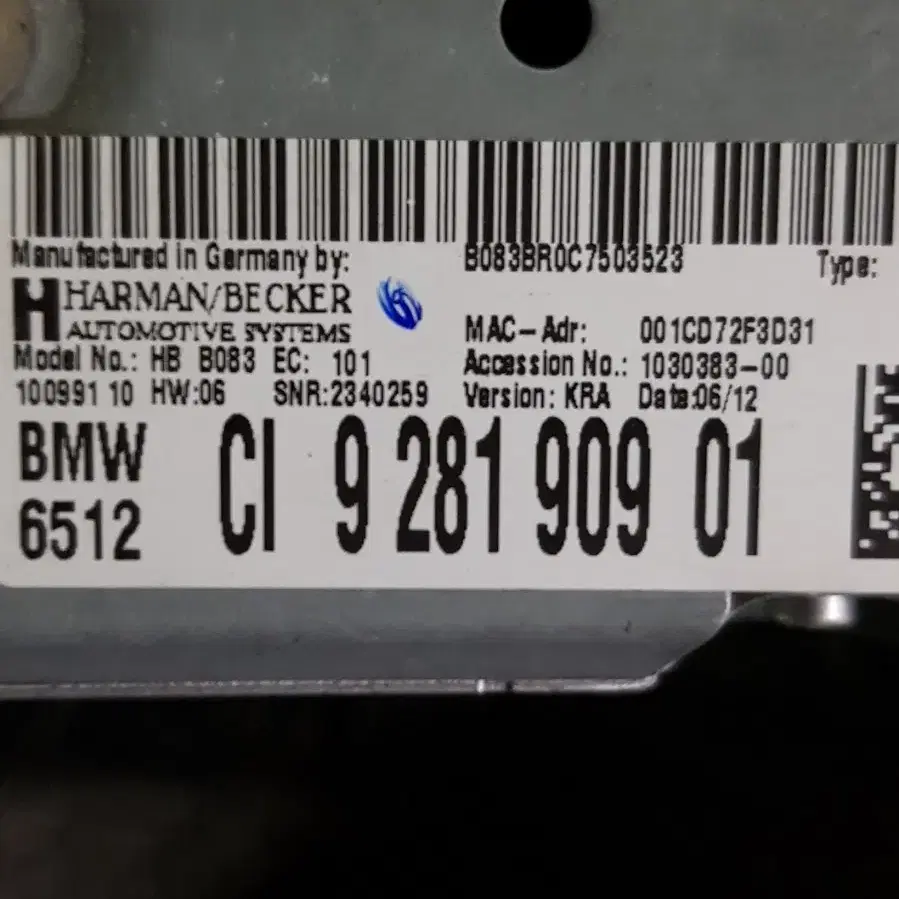 Manufactured in Germany by: B083BR0C7503523 Type:
HARMAN/BECKER
AUTOMOTIVE SYSTEMS MAC-Adr: 001CD72F3D31
Model No.: HB B083 EC: 101 Accession No.: 1030383-00
10099110 HW:06 SNR:2340259 Version: KRA Date:06/12
BMW CI 9 281 909 01
6512